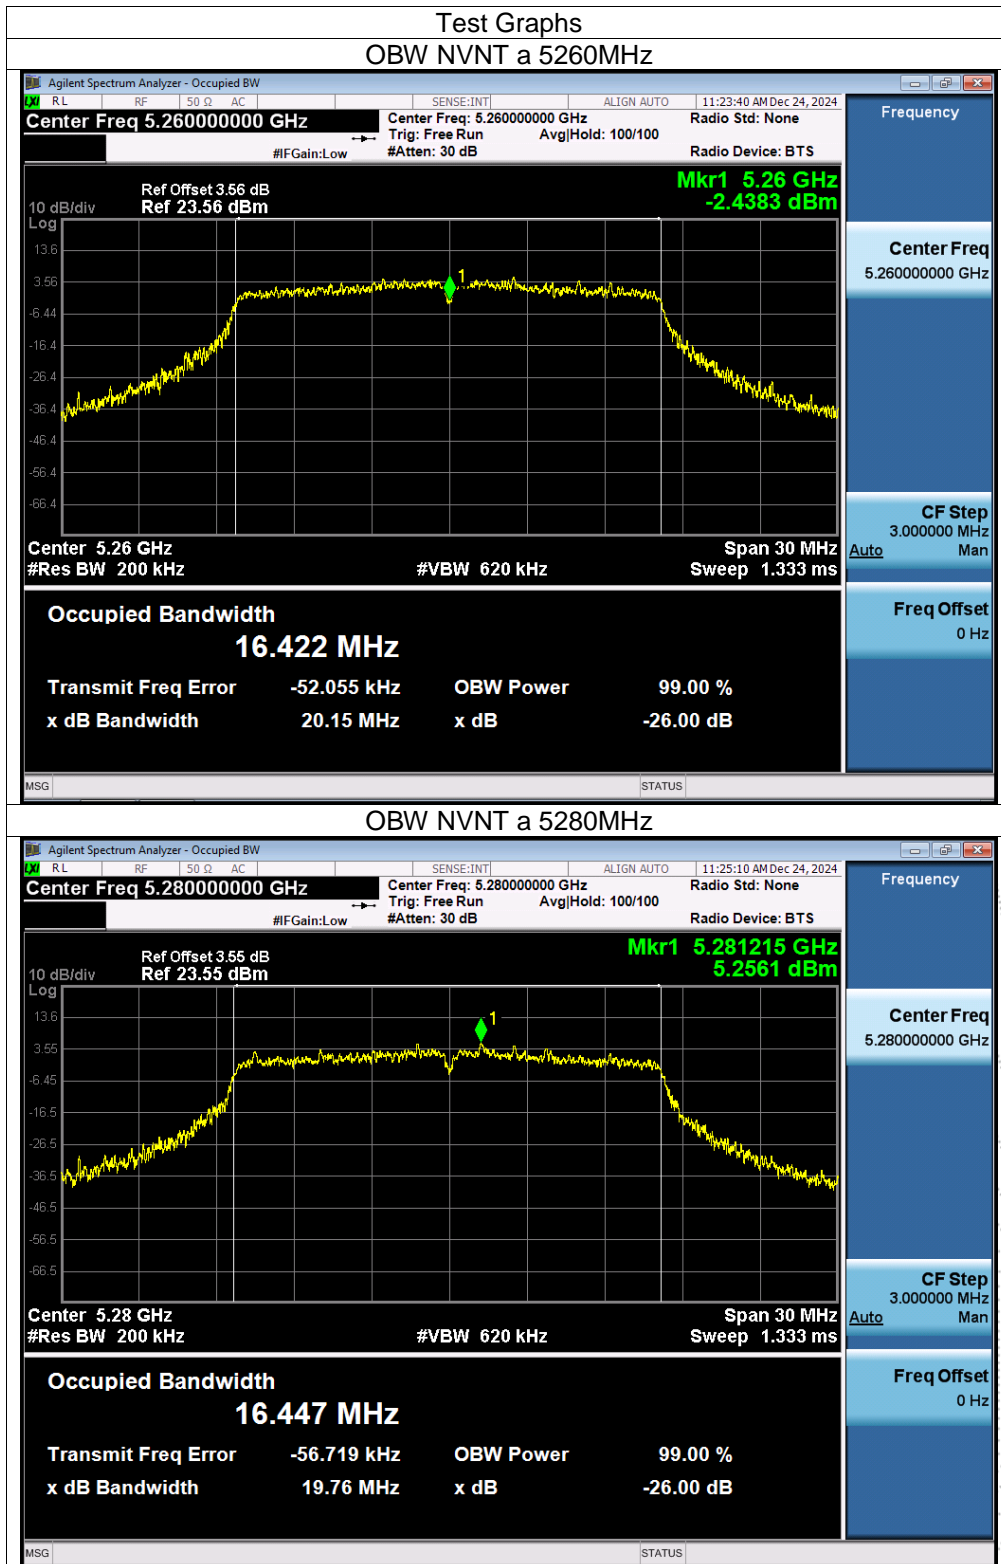 Test Graphs
OBW NVNT a 5260MHz
Agilent Spectrum Analyzer - Occupied BW
LXI RL RF 50 Ω AC SENSE:INT ALIGN AUTO 11:23:40 AM Dec 24, 2024
Center Freq 5.260000000 GHz Center Freq: 5.260000000 GHz Radio Std: None Frequency
Trig: Free Run Avg|Hold: 100/100
#IFGain:Low #Atten: 30 dB Radio Device: BTS
Mkr1 5.26 GHz
Ref Offset 3.56 dB
10 dB/div Ref 23.56 dBm -2.4383 dBm
Log
13.6
3.56
-6.44
-16.4
-26.4
-36.4
-46.4
-56.4
-66.4
1
Center Freq
5.260000000 GHz
CF Step
3.000000 MHz
Auto Man
Center 5.26 GHz Span 30 MHz
#Res BW 200 kHz #VBW 620 kHz Sweep 1.333 ms
Freq Offset
0 Hz
Occupied Bandwidth
16.422 MHz
Transmit Freq Error -52.055 kHz OBW Power 99.00 %
x dB Bandwidth 20.15 MHz x dB -26.00 dB
MSG STATUS
OBW NVNT a 5280MHz
Agilent Spectrum Analyzer - Occupied BW
LXI RL RF 50 Ω AC SENSE:INT ALIGN AUTO 11:25:10 AM Dec 24, 2024
Center Freq 5.280000000 GHz Center Freq: 5.280000000 GHz Radio Std: None Frequency
Trig: Free Run Avg|Hold: 100/100
#IFGain:Low #Atten: 30 dB Radio Device: BTS
Mkr1 5.281215 GHz
Ref Offset 3.55 dB
10 dB/div Ref 23.55 dBm 5.2561 dBm
Log
13.6
3.55
-6.45
-16.5
-26.5
-36.5
-46.5
-56.5
-66.5
1
Center Freq
5.280000000 GHz
CF Step
3.000000 MHz
Auto Man
Center 5.28 GHz Span 30 MHz
#Res BW 200 kHz #VBW 620 kHz Sweep 1.333 ms
Freq Offset
0 Hz
Occupied Bandwidth
16.447 MHz
Transmit Freq Error -56.719 kHz OBW Power 99.00 %
x dB Bandwidth 19.76 MHz x dB -26.00 dB
MSG STATUS